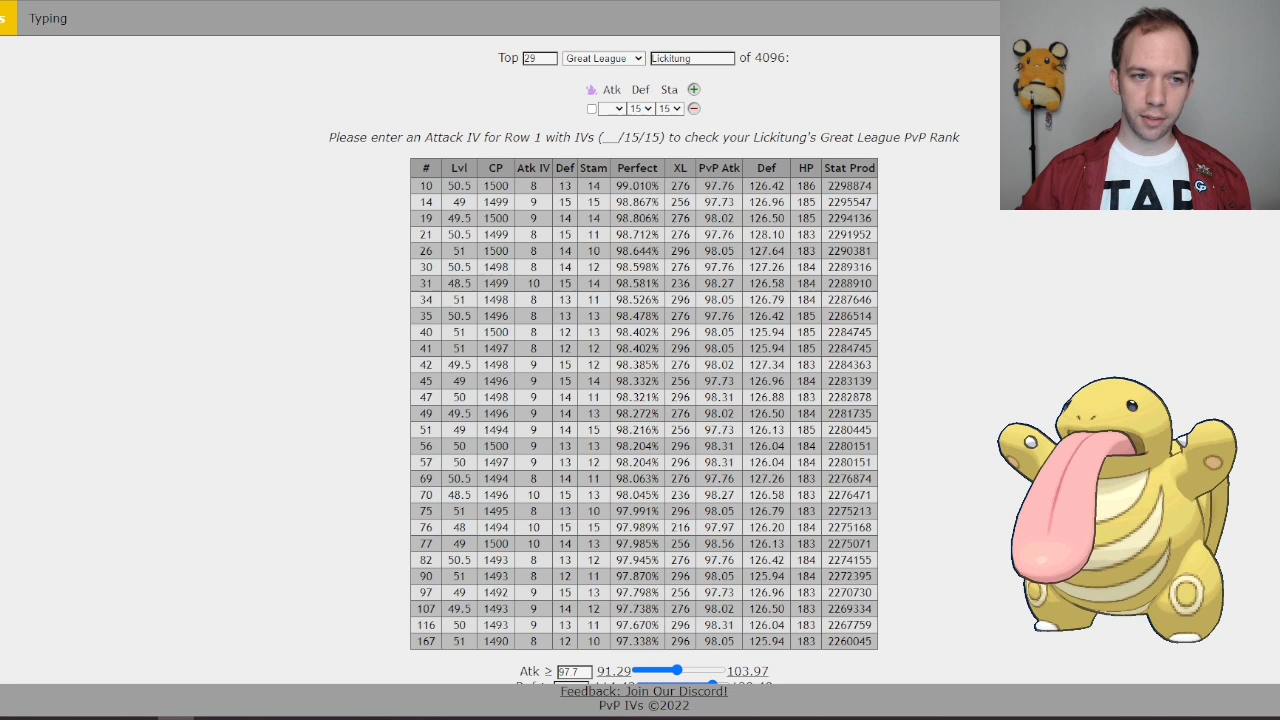 s Typing
Top 29 Great League Lickitung of 4096:
Atk Def Sta
15 15
Please enter an Attack IV for Row 1 with IVs (__/15/15) to check your Lickitung's Great League PvP Rank
# Lvl CP Atk IV Def Stam Perfect XL PvP Atk Def HP Stat Prod
10 50.5 1500 8 13 14 99.010% 276 97.76 126.42 186 2298874
14 49 1499 9 15 15 98.867% 256 97.73 126.96 185 2295547
19 49.5 1500 9 14 14 98.806% 276 98.02 126.50 185 2294136
21 50.5 1499 8 15 11 98.712% 276 97.76 128.10 183 2291952
26 51 1500 8 14 10 98.644% 296 98.05 127.64 183 2290381
30 50.5 1498 8 14 12 98.598% 276 97.76 127.26 184 2289316
31 48.5 1499 10 15 14 98.581% 236 98.27 126.58 184 2288910
34 51 1498 8 13 11 98.526% 296 98.05 126.79 184 2287646
35 50.5 1496 8 13 13 98.478% 276 97.76 126.42 185 2286514
40 51 1500 8 12 13 98.402% 296 98.05 125.94 185 2284745
41 51 1497 8 12 12 98.402% 296 98.05 125.94 185 2284745
42 49.5 1498 9 15 12 98.385% 276 98.02 127.34 183 2284363
45 49 1496 9 15 14 98.332% 256 97.73 126.96 184 2283139
47 50 1498 9 14 11 98.321% 296 98.31 126.88 183 2282878
49 49.5 1496 9 14 13 98.272% 276 98.02 126.50 184 2281735
51 49 1494 9 14 15 98.216% 256 97.73 126.13 185 2280445
56 50 1500 9 13 13 98.204% 296 98.31 126.04 184 2280151
57 50 1497 9 13 12 98.204% 296 98.31 126.04 184 2280151
69 50.5 1494 8 14 11 98.063% 276 97.76 127.26 183 2276874
70 48.5 1496 10 15 13 98.045% 236 98.27 126.58 183 2276471
75 51 1495 8 13 10 97.991% 296 98.05 126.79 183 2275213
76 48 1494 10 15 15 97.989% 216 97.97 126.20 184 2275168
77 49 1500 10 14 13 97.985% 256 98.56 126.13 183 2275071
82 50.5 1493 8 13 12 97.945% 276 97.76 126.42 184 2274155
90 51 1493 8 12 11 97.870% 296 98.05 125.94 184 2272395
97 49 1492 9 15 13 97.798% 256 97.73 126.96 183 2270730
107 49.5 1493 9 14 12 97.738% 276 98.02 126.50 183 2269334
116 50 1493 9 13 11 97.670% 296 98.31 126.04 183 2267759
167 51 1490 8 12 10 97.338% 296 98.05 125.94 183 2260045
Atk ≥ 97.7 91.29 103.97
Feedback: Join Our Discord!
PvP IVs ©2022